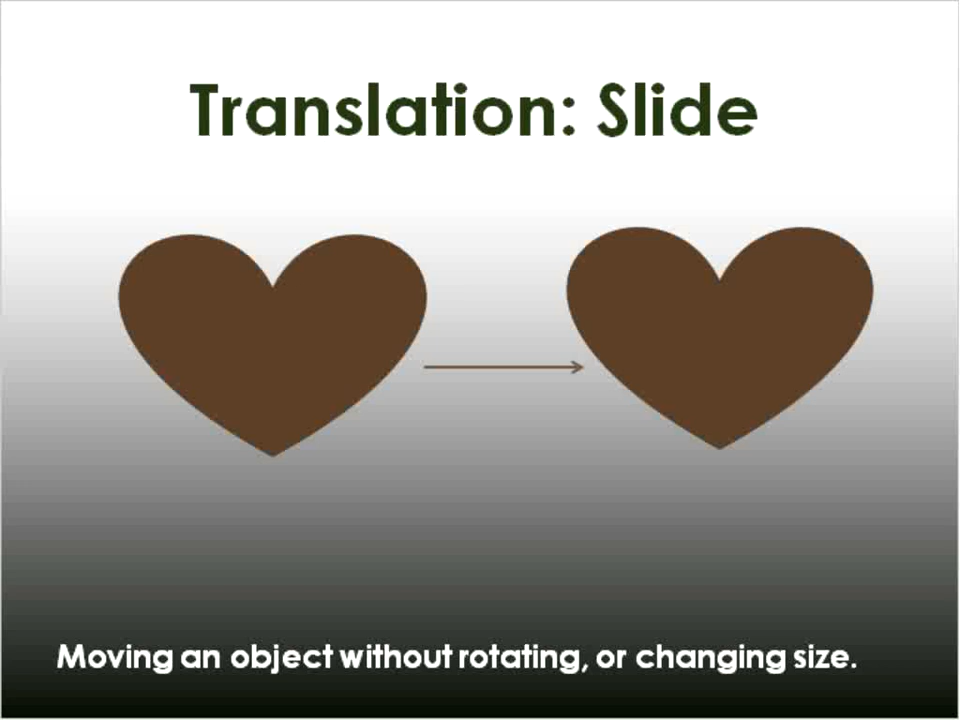 Translation: Slide
Moving an object without rotating, or changing size.